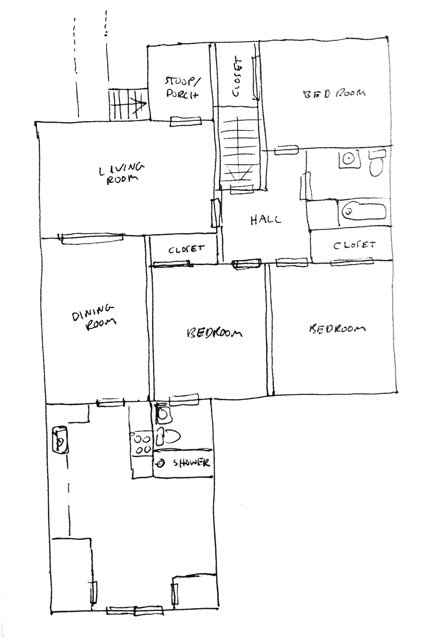 STOOP/
PORCH
CLOSET
BED ROOM
LIVING
ROOM
HALL
CLOSET
CLOSET
DINING
ROOM
BEDROOM
BEDROOM
SHOWER